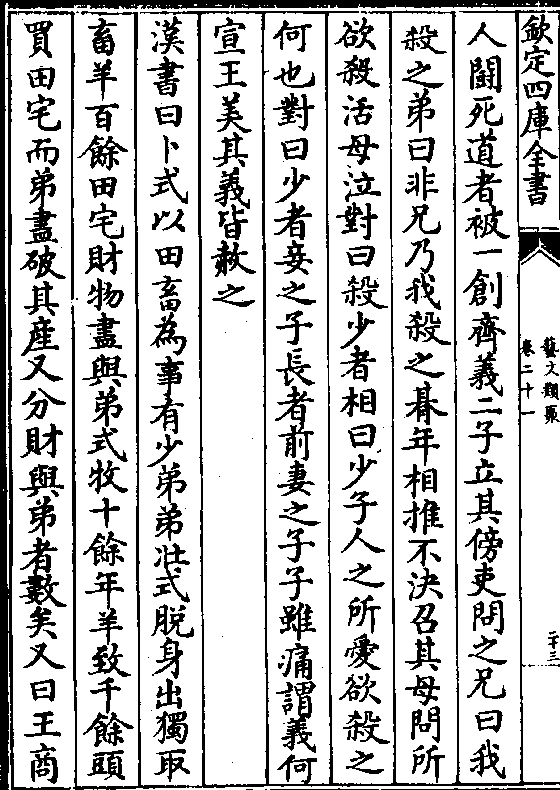 欽定四庫全書
藝文類聚
卷二十一
二十三
人鬬死道者被一創齊義二子立其傍吏問之兄曰我
殺之弟曰非兄乃我殺之朞年相推不決召其母問所
欲殺活母泣對曰殺少者相曰少子人之所愛欲殺之
何也對曰少者妾之子長者前妻之子子雖痛謂義何
宣王美其義皆赦之
漢書曰卜式以田畜為事有少弟弟壯式脫身出獨取
畜羊百餘田宅財物盡與弟式牧十餘年羊致千餘頭
買田宅而弟盡破其產又分財與弟者數矣又曰王商